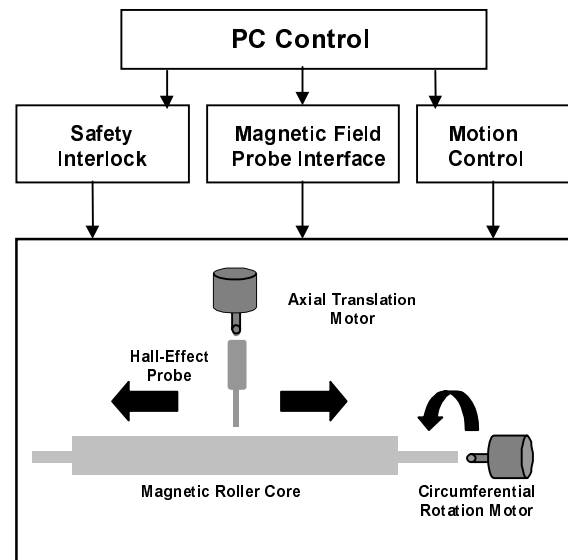 PC Control
Safety
Interlock
Magnetic Field
Probe Interface
Motion
Control
Axial Translation
Motor
Hall-Effect
Probe
Magnetic Roller Core
Circumferential
Rotation Motor